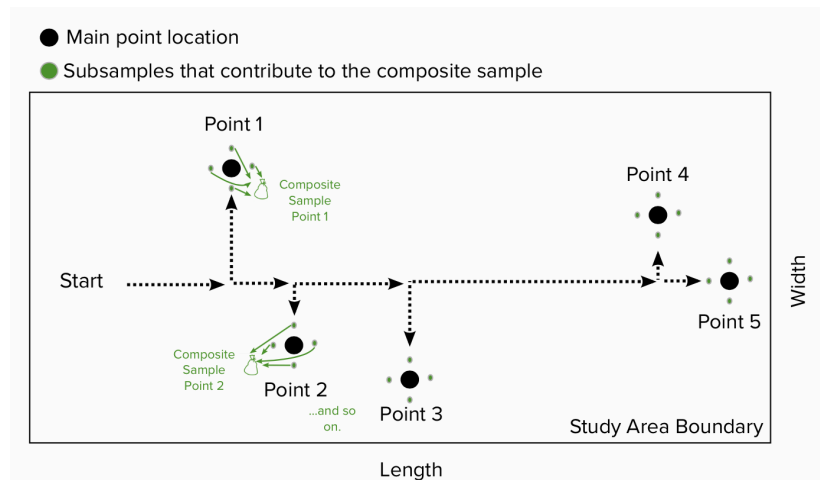 Main point location
Subsamples that contribute to the composite sample
Point 1
Composite
Sample
Point 1
Point 4
Start
Width
Point 5
Composite
Sample
Point 2
Point 2
...and so
on.
Point 3
Study Area Boundary
Length